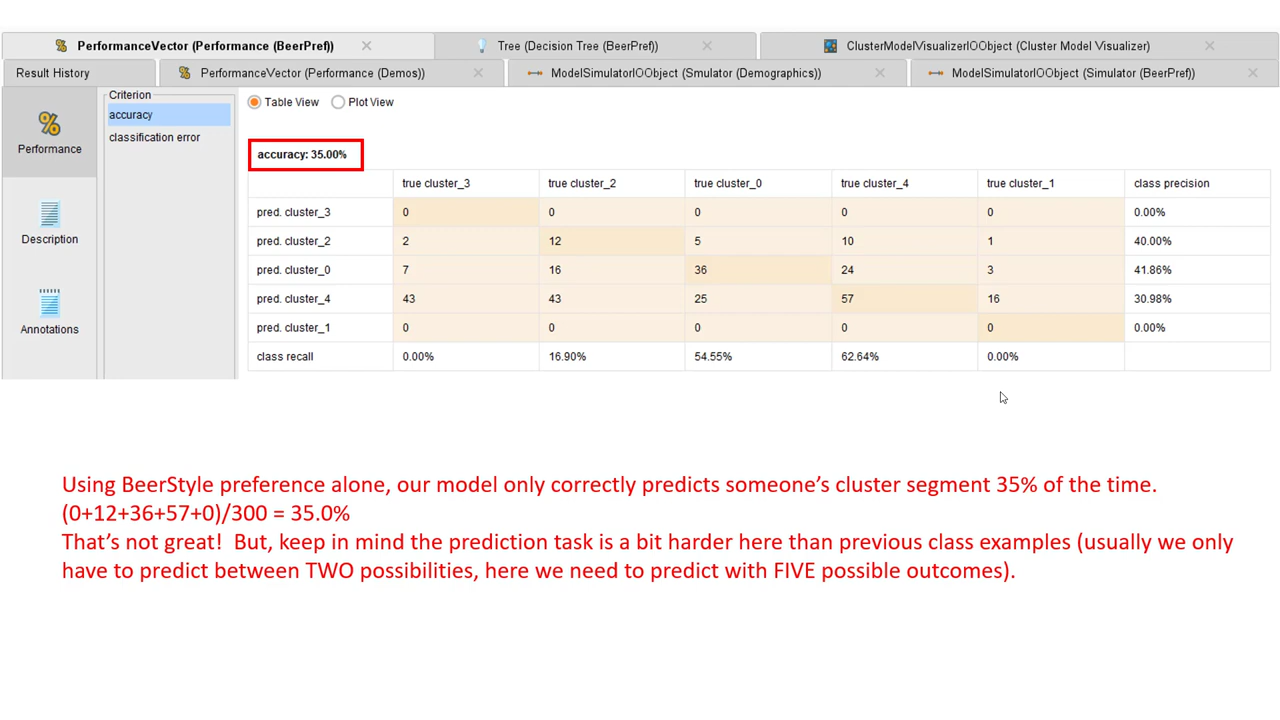 PerformanceVector (Performance (BeerPref))
Tree (Decision Tree (BeerPref))
ClusterModelVisualizerIOObject (Cluster Model Visualizer)
Result History
PerformanceVector (Performance (Demos))
ModelSimulatorIOObject (Smulator (Demographics))
ModelSimulatorIOObject (Simulator (BeerPref))
Performance
Description
Annotations
Criterion
accuracy
classification error
Table View Plot View
accuracy: 35.00%
true cluster_3 true cluster_2 true cluster_0 true cluster_4 true cluster_1 class precision
pred. cluster_3 0 0 0 0 0 0.00%
pred. cluster_2 2 12 5 10 1 40.00%
pred. cluster_0 7 16 36 24 3 41.86%
pred. cluster_4 43 43 25 57 16 30.98%
pred. cluster_1 0 0 0 0 0 0.00%
class recall 0.00% 16.90% 54.55% 62.64% 0.00%
Using BeerStyle preference alone, our model only correctly predicts someone’s cluster segment 35% of the time.
(0+12+36+57+0)/300 = 35.0%
That’s not great! But, keep in mind the prediction task is a bit harder here than previous class examples (usually we only
have to predict between TWO possibilities, here we need to predict with FIVE possible outcomes).